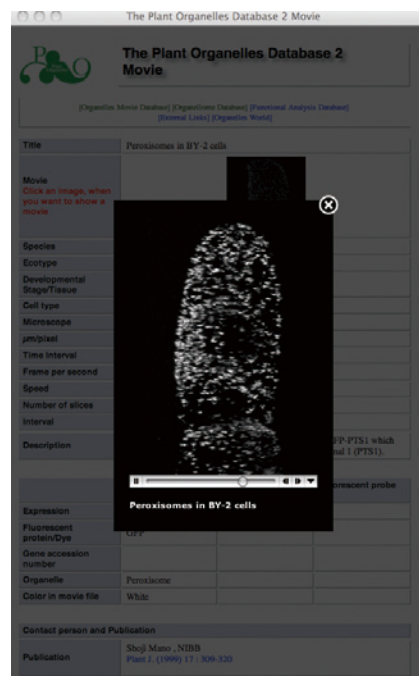 The Plant Organelles Database 2 Movie
The Plant Organelles Database 2
Movie
[Organelles Movie Database] [Organellome Database] [Functional Analysis Database]
[External Links] [Organelles World]
Title
Peroxisomes in BY-2 cells
Movie
Click an image, when
you want to show a
movie
Species
Ecotype
Developmental
Stage/Tissue
Cell type
Microscope
µm/pixel
Time Interval
Frame per second
Speed
Number of slices
Interval
Description
FP-PTS1 which
nal 1 (PTS1).
Peroxisomes in BY-2 cells
orescent probe
Expression
Fluorescent
protein/Dye
GFP
Gene accession
number
Organelle
Peroxisome
Color in movie file
White
Contact person and Publication
Publication
Shoji Mano , NIBB
Plant J. (1999) 17 : 309-320